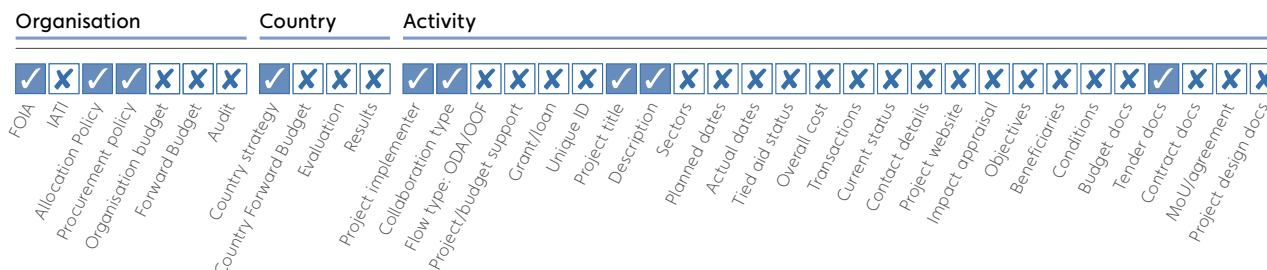 Organisation
Country
Activity
FOIA
IATI
Allocation Policy
Procurement policy
Organisation budget
Forward Budget
Audit
Country strategy
Country Forward Budget
Evaluation
Results
Project implementer
Collaboration type
Flow type: ODA/OOF
Project/budget support
Grant/loan
Unique ID
Project title
Description
Sectors
Planned dates
Actual dates
Tied aid status
Overall cost
Transactions
Current status
Contact details
Project website
Impact appraisal
Objectives
Beneficiaries
Conditions
Budget docs
Tender docs
Contract docs
MoU/agreement
Project design docs